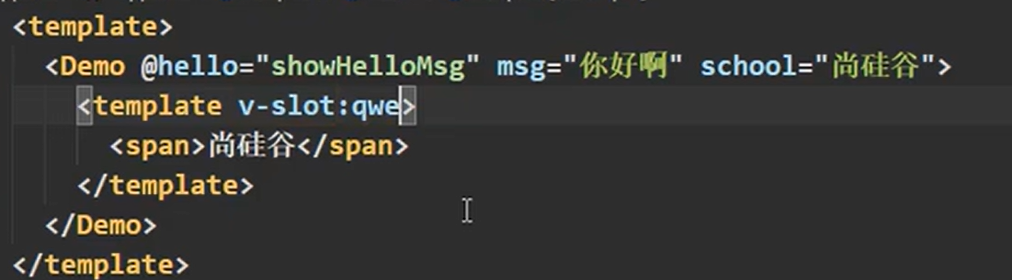 <template>
<Demo @hello="showHelloMsg" msg="你好啊" school="尚硅谷">
<template v-slot:qwe>
<span>尚硅谷</span>
</template>
</Demo>
</template>